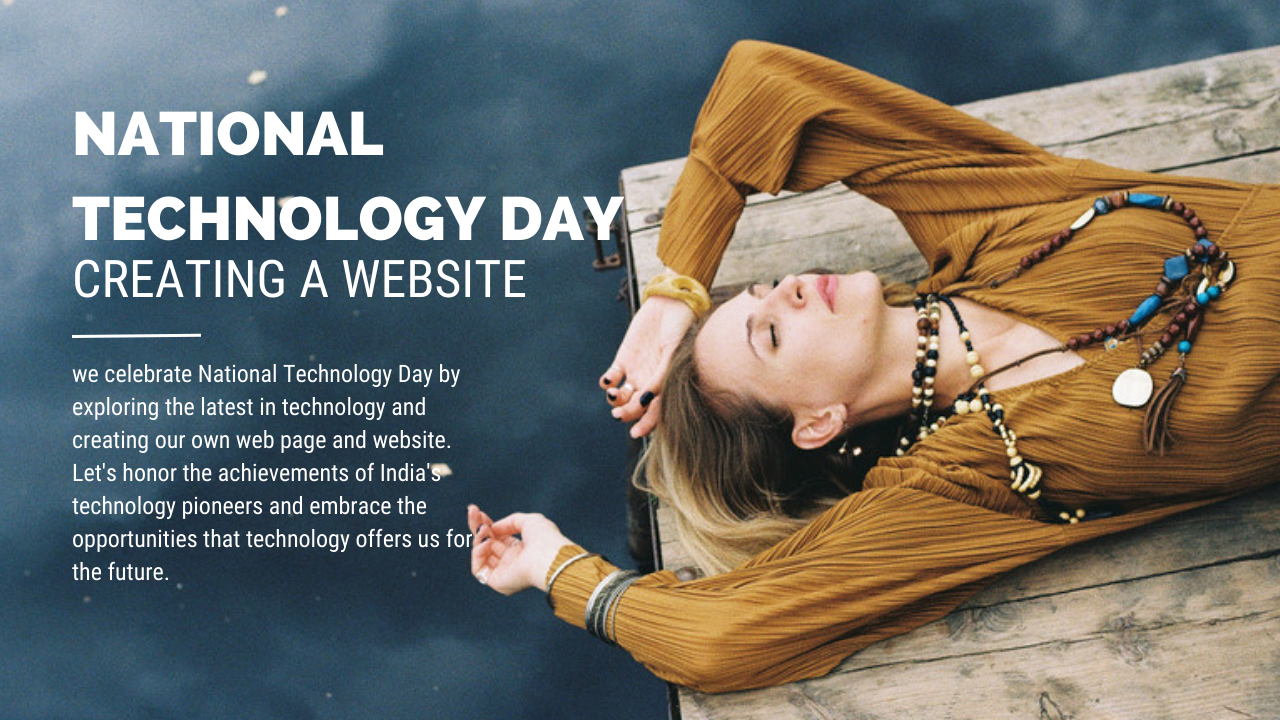 NATIONAL
TECHNOLOGY DAY
CREATING A WEBSITE
we celebrate National Technology Day by
exploring the latest in technology and
creating our own web page and website.
Let's honor the achievements of India's
technology pioneers and embrace the
opportunities that technology offers us for
the future.